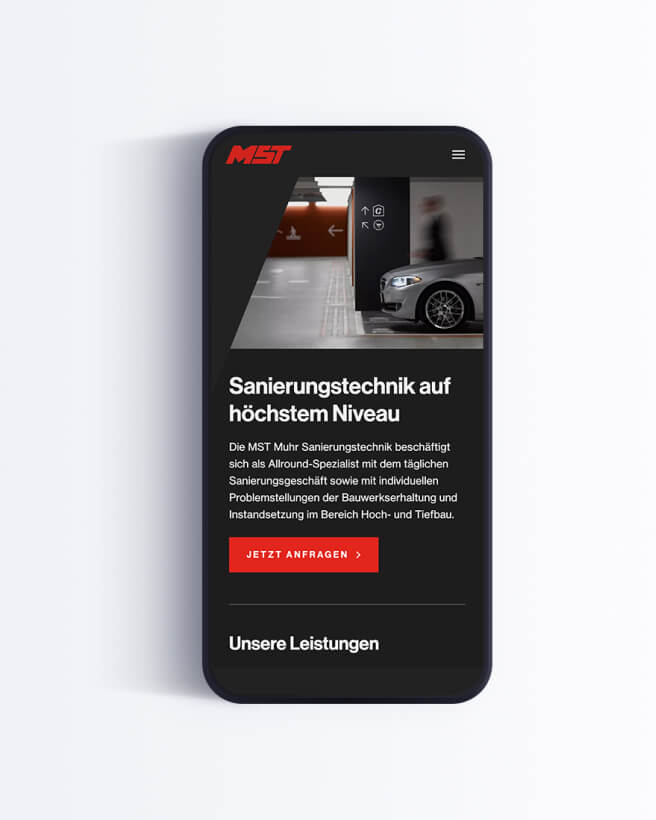 MST
C
Sanierungstechnik auf
höchstem Niveau
Die MST Muhr Sanierungstechnik beschäftigt
sich als Allround-Spezialist mit dem täglichen
Sanierungsgeschäft sowie mit individuellen
Problemstellungen der Bauwerkserhaltung und
Instandsetzung im Bereich Hoch- und Tiefbau.
JETZT ANFRAGEN
Unsere Leistungen